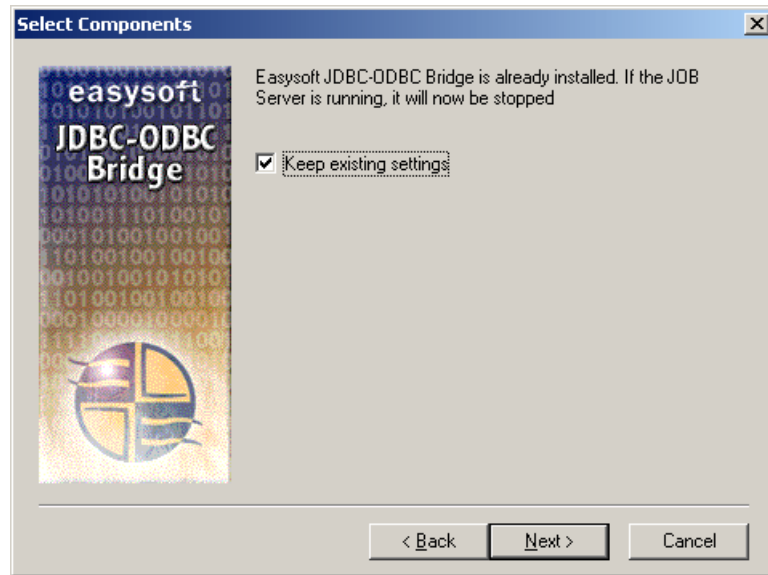 Select Components
easysoft
JDBC-ODBC
Bridge
Easysoft JDBC-ODBC Bridge is already installed. If the JOB
Server is running, it will now be stopped
Keep existing settings
< Back
Next >
Cancel